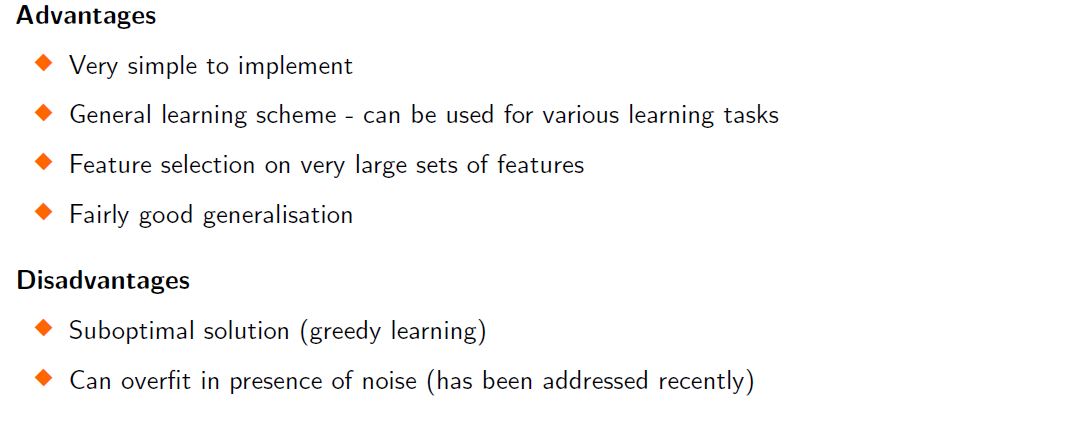 Advantages
Very simple to implement
General learning scheme - can be used for various learning tasks
Feature selection on very large sets of features
Fairly good generalisation
Disadvantages
Suboptimal solution (greedy learning)
Can overfit in presence of noise (has been addressed recently)